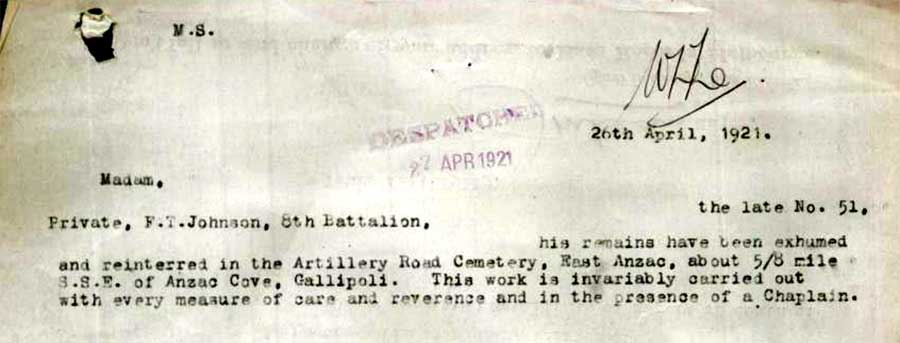 M.S.
26th April, 1921.
DESPATCHED
27 APR 1921
Madam,
the late No. 51,
Private, F.T.Johnson, 8th Battalion,
his remains have been exhumed
and reinterred in the Artillery Road Cemetery, East Anzac, about 5/8 mile
S.S.E. of Anzac Cove, Gallipoli. This work is invariably carried out
with every measure of care and reverence and in the presence of a Chaplain.